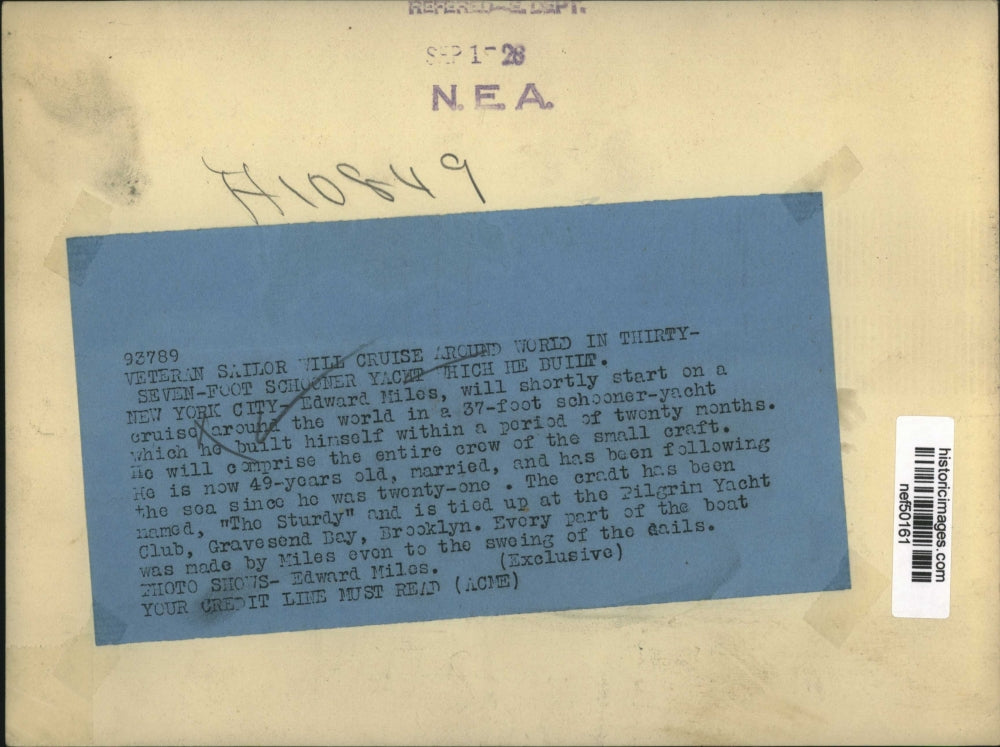 REFERENCE DEPT.
SEP 1- 28
N.E.A.
H10849
93789
VETERAN SAILOR WILL CRUISE AROUND WORLD IN THIRTY-
SEVEN-FOOT SCHOONER YACHT WHICH HE BUILT.
NEW YORK CITY- Edward Miles, will shortly start on a
cruise around the world in a 37-foot schooner-yacht
which he built himself within a period of twenty months.
He will comprise the entire crew of the small craft.
He is now 49-years old, married, and has been following
the sea since he was twenty-one . The cradt has been
named, "The Sturdy" and is tied up at the Pilgrim Yacht
Club, Gravesend Bay, Brooklyn. Every part of the boat
was made by Miles even to the sweing of the dails.
PHOTO SHOWS- Edward Miles. (Exclusive)
YOUR CREDIT LINE MUST READ (ACME)
historicimages.com
nef50161